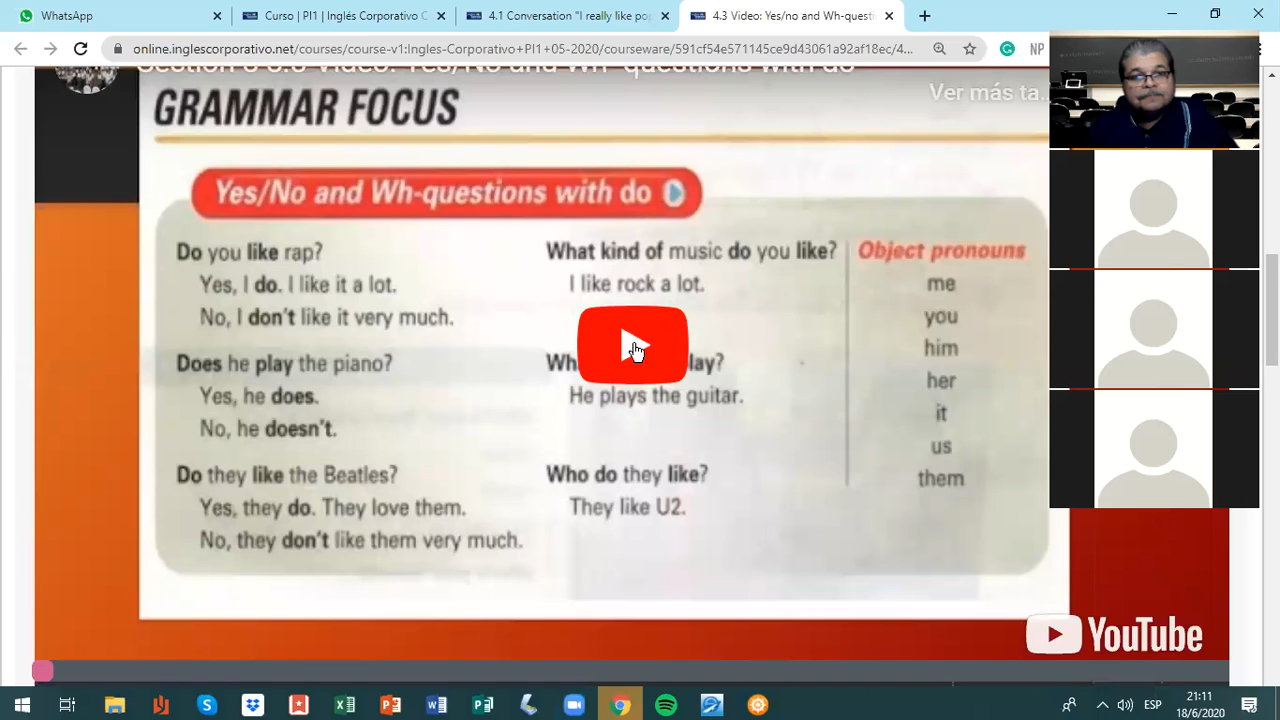 WhatsApp
Curso | PI1 | Inglés Corporativo
4.1 Conversation "I really like po
4.3 Video: Yes/no and Wh-questi
online.inglescorporativo.net/courses/course-v1:Ingles-Corporativo+PI1+05-2020/courseware/591cf54e571145ce9d43061a92af18ec/4...
NP
Ver más ta...
GRAMMAR FOCUS
Yes/No and Wh-questions with do
Do you like rap?
Yes, I do. I like it a lot.
No, I don't like it very much.
Does he play the piano?
Yes, he does.
No, he doesn't.
Do they like the Beatles?
Yes, they do. They love them.
No, they don't like them very much.
What kind of music do you like?
I like rock a lot.
He plays the guitar.
Who do they like?
They like U2.
Object pronouns
me
you
him
her
it
us
them
YouTube
ESP
21:11
18/6/2020